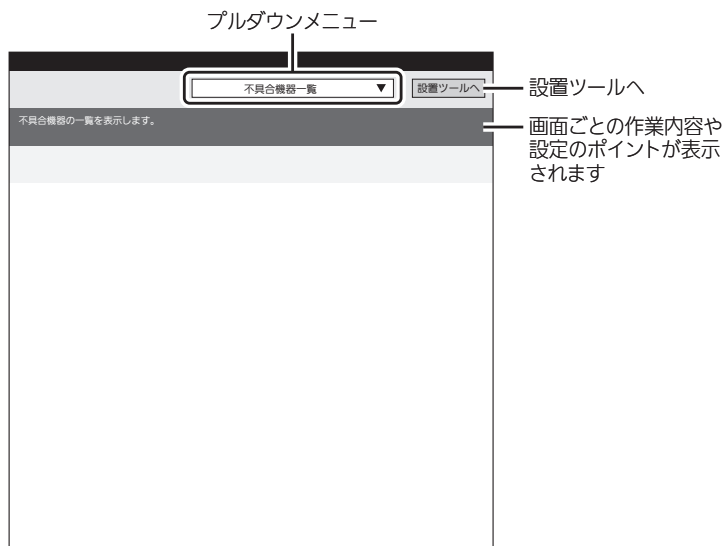 プルダウンメニュー
不具合機器一覧 ▼
設置ツールへ
設置ツールへ
不具合機器の一覧を表示します。
画面ごとの作業内容や
設定のポイントが表示
されます